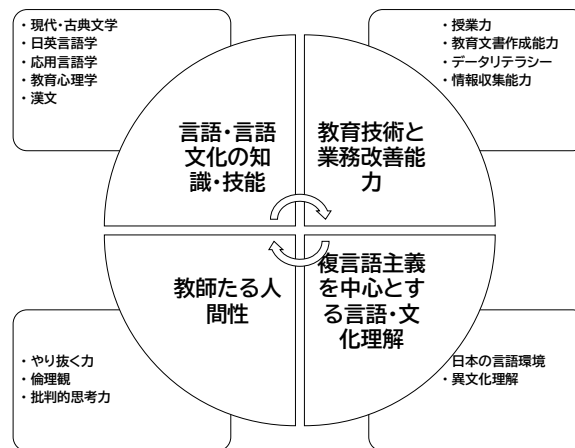 ・現代・古典文学
・日英言語学
・応用言語学
・教育心理学
・漢文
・授業力
・教育文書作成能力
・データリテラシー
・情報収集能力
言語・言語
文化の知
識・技能
教育技術と
業務改善能
力
教師たる人
間性
複言語主義
を中心とす
る言語・文
化理解
・やり抜く力
・倫理観
・批判的思考力
日本の言語環境
・異文化理解